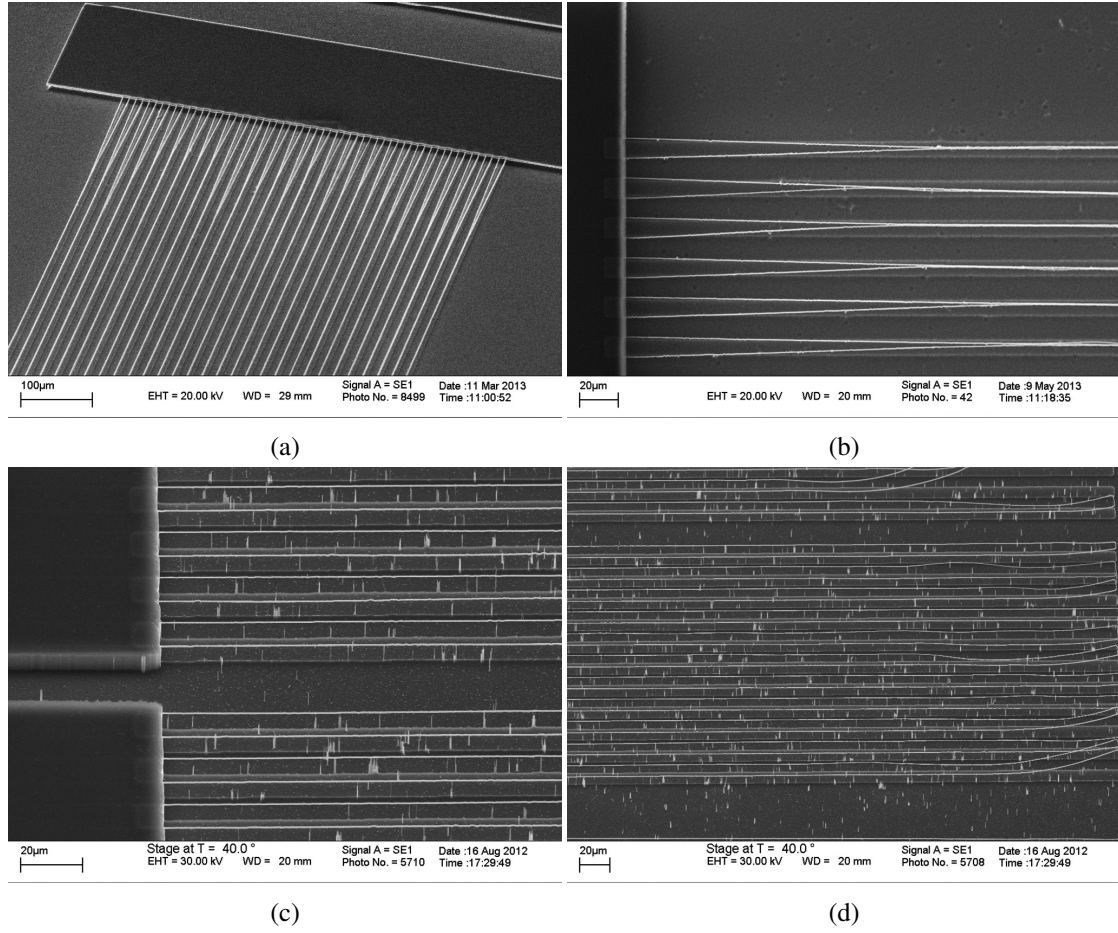 100µm
EHT = 20.00 kV WD = 29 mm
Signal A = SE1
Photo No. = 8499
Date :11 Mar 2013
Time :11:00:52
(a)
20µm
EHT = 20.00 kV WD = 20 mm
Signal A = SE1
Photo No. = 42
Date :9 May 2013
Time :11:18:35
(b)
20µm
Stage at T = 40.0 °
EHT = 30.00 kV WD = 20 mm
Signal A = SE1
Photo No. = 5710
Date :16 Aug 2012
Time :17:29:49
(c)
20µm
Stage at T = 40.0 °
EHT = 30.00 kV WD = 20 mm
Signal A = SE1
Photo No. = 5708
Date :16 Aug 2012
Time :17:29:49
(d)